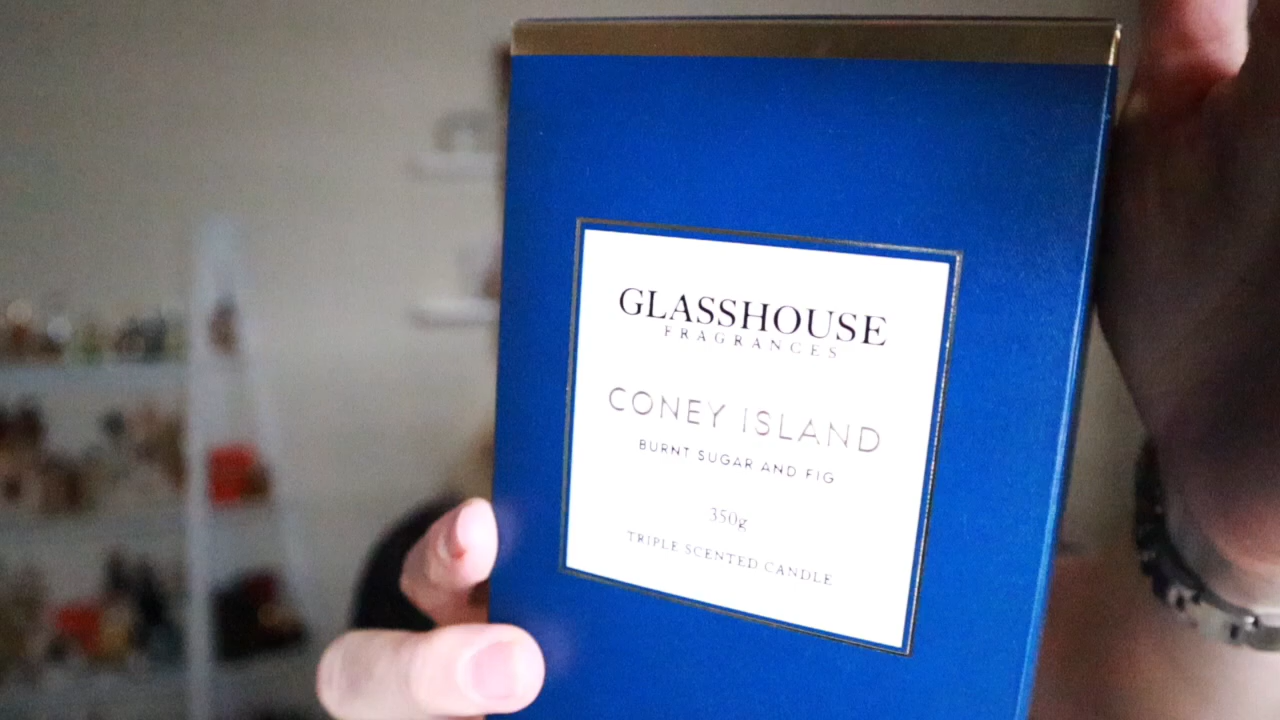 GLASSHOUSE
FRAGRANCES
CONEY ISLAND
BURNT SUGAR AND FIG
350g
TRIPLE SCENTED CANDLE